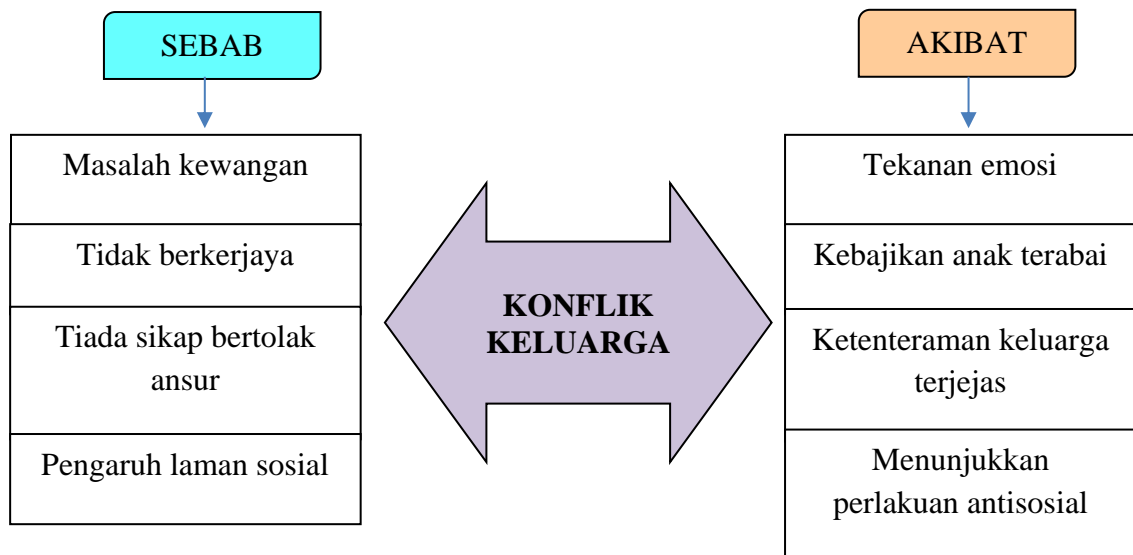 SEBAB
Masalah kewangan
Tidak berkerjaya
Tiada sikap bertolak
ansur
Pengaruh laman sosial
KONFLIK
KELUARGA
AKIBAT
Tekanan emosi
Kebajikan anak terabai
Ketenteraman keluarga
terjejas
Menunjukkan
perlakuan antisosial